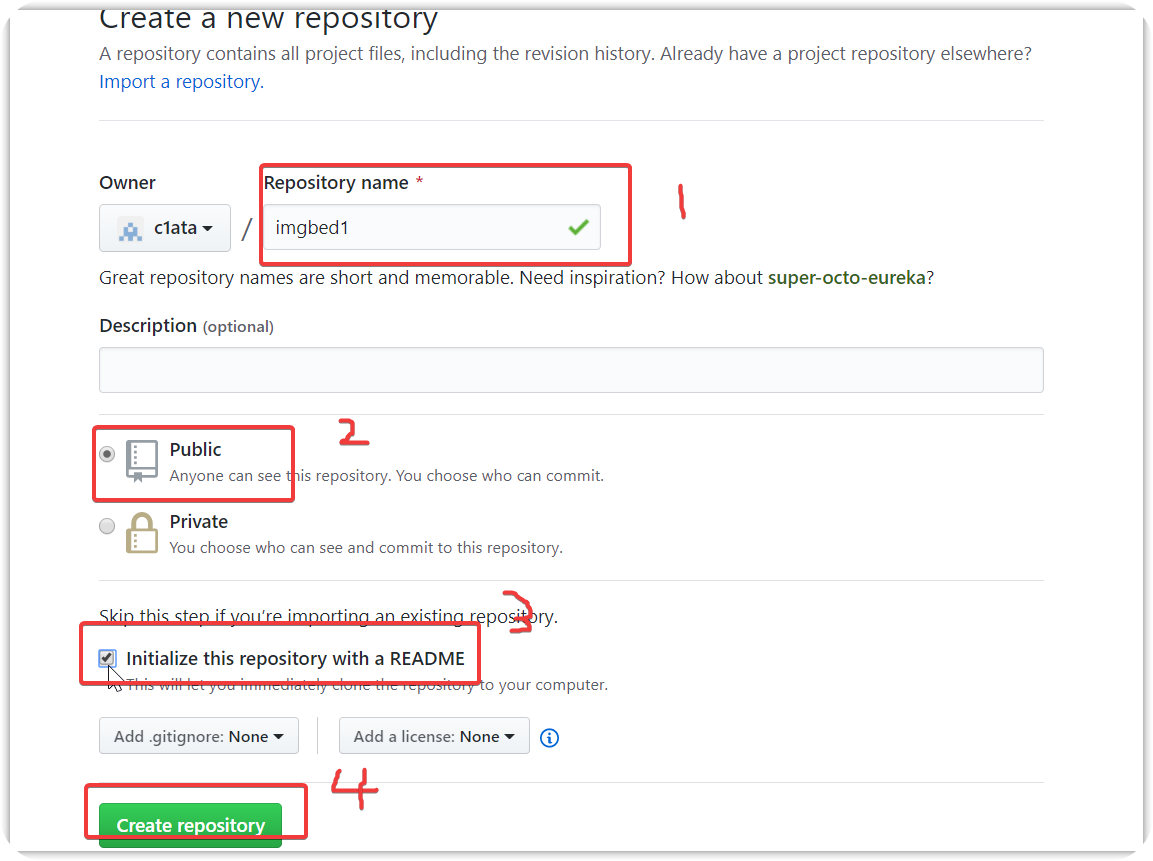 Create a new repository
A repository contains all project files, including the revision history. Already have a project repository elsewhere?
Import a repository.
Owner
Repository name *
1
c1ata
/
imgbed1
Great repository names are short and memorable. Need inspiration? How about super-octo-eureka?
Description (optional)
2
Public
Anyone can see this repository. You choose who can commit.
Private
You choose who can see and commit to this repository.
3
Skip this step if you're importing an existing repository.
Initialize this repository with a README
This will let you immediately clone the repository to your computer.
Add .gitignore: None
Add a license: None
4
Create repository